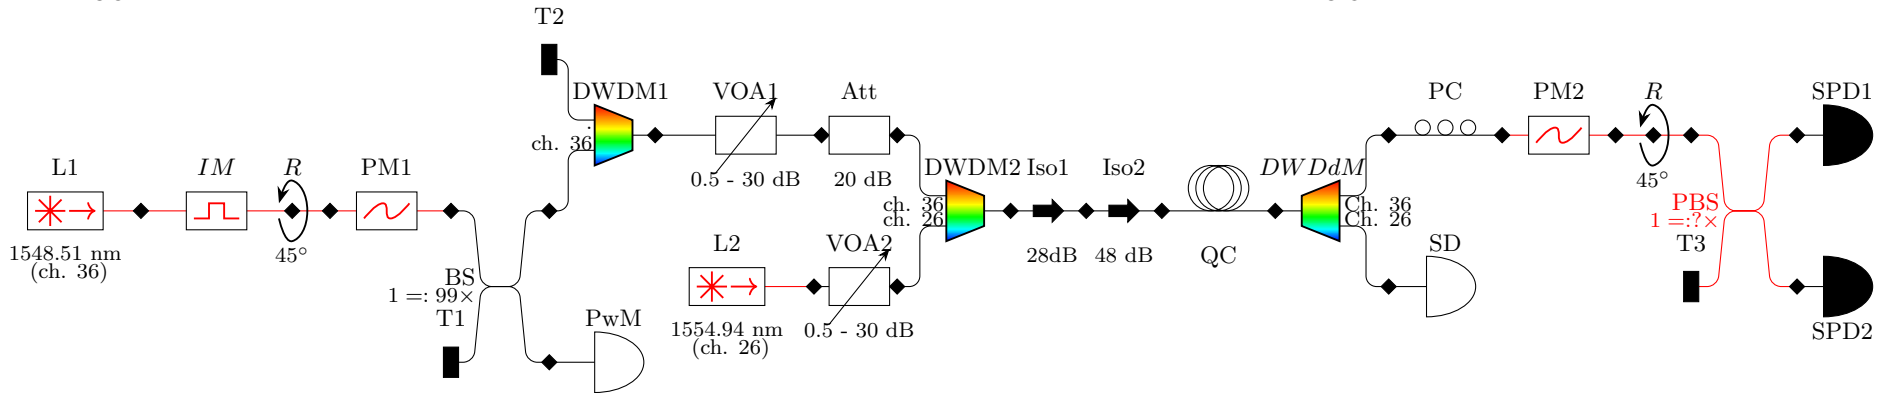 T2
DWDM1
.
ch. 36
VOA1
0.5 - 30 dB
Att
20 dB
L1
1548.51 nm
(ch. 36)
IM
R
45°
PM1
BS
1 =: 99×
T1
PwM
L2
1554.94 nm
(ch. 26)
VOA2
0.5 - 30 dB
DWDM2
ch. 36
ch. 26
Iso1
28dB
Iso2
48 dB
QC
DWDdM
Ch. 36
Ch. 26
SD
PC
PM2
R
45°
PBS
1 =:?×
T3
SPD1
SPD2